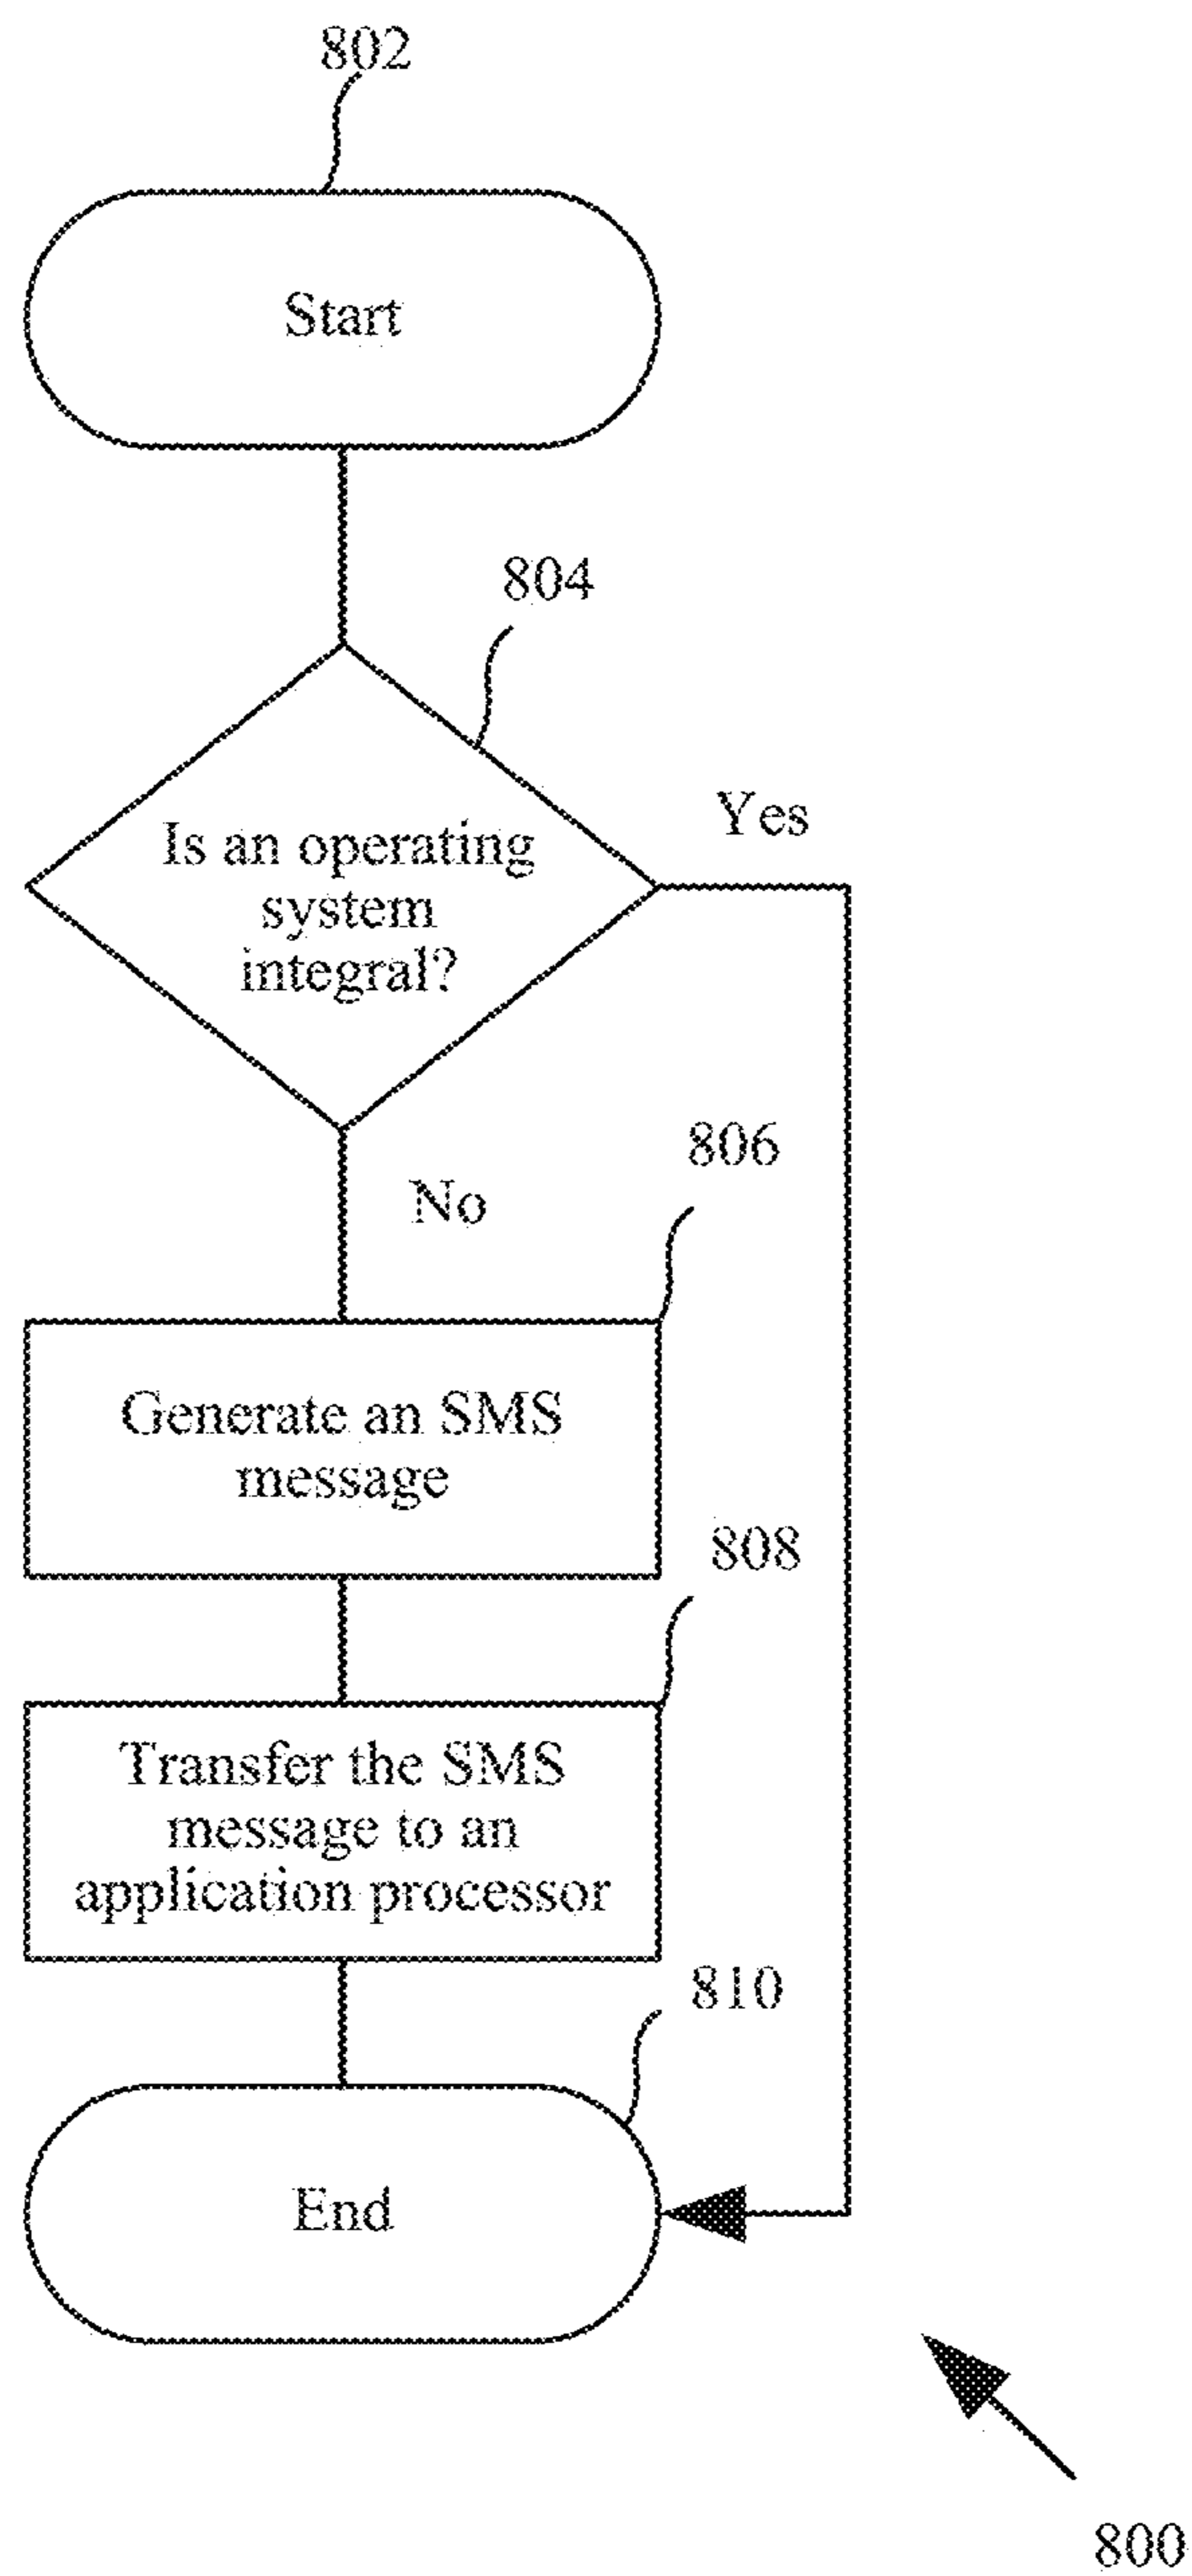 802
Start
804
Is an operating
system
integral?
Yes
No
806
Generate an SMS
message
808
Transfer the SMS
message to an
application processor
810
End
800